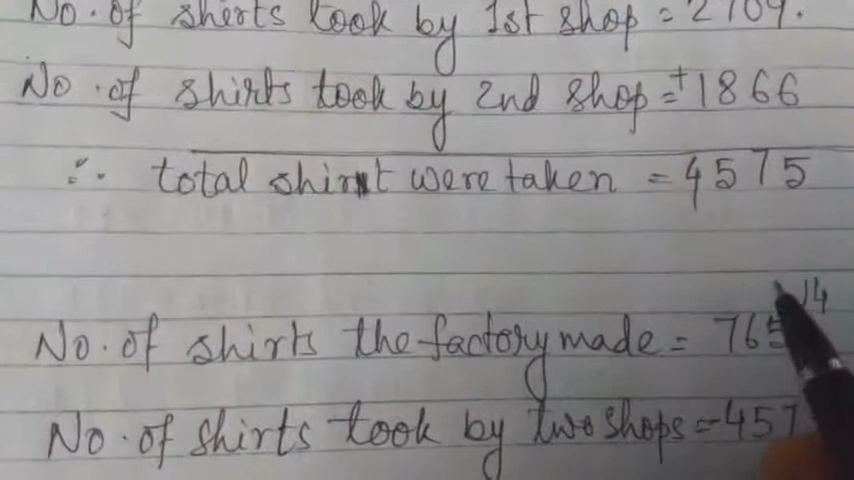 No. of shirts took by 1st shop = 2709.
No. of shirts took by 2nd shop = +1866
∴ total shirt were taken = 4575
14
No. of shirts the factory made = 765
No. of shirts took by two shops = 457